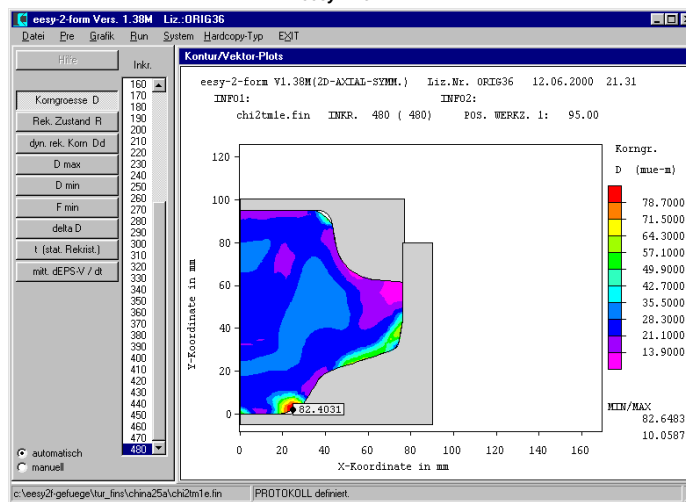 eesy-2-form Vers. 1.38M Liz.:ORIG36
Datei Pre Grafik Run System Hardcopy-Typ EXIT
Hilfe
Inkr.
Korngroesse D
Rek. Zustand R
dyn. rek. Korn Dd
D max
D min
F min
delta D
t (stat. Rekrist.)
mitt. dEPS-V / dt
160
170
180
190
200
210
220
230
240
250
260
270
280
290
300
310
320
330
340
350
360
370
380
390
400
410
420
430
440
450
460
470
480
automatisch
manuell
Kontur/Vektor-Plots
eesy-2-form V1.38M(2D-AXIAL-SYMM.) Liz.Nr. ORIG36 12.06.2000 21.31
INFO1: INFO2:
chi2tm1e.fin INKR. 480 ( 480) POS. WERKZ. 1: 95.00
Korngr.
D (mue-m)
78.7000
71.5000
64.3000
57.1000
49.9000
42.7000
35.5000
28.3000
21.1000
13.9000
MIN/MAX
82.6483
10.0587
120
100
80
60
40
20
0
Y-Koordinate in mm
82.4031
0 20 40 60 80 100 120 140 160
X-Koordinate in mm
c:\eesy2f-gefuege\tur_fins\china25a\chi2tm1e.fin PROTOKOLL definiert.